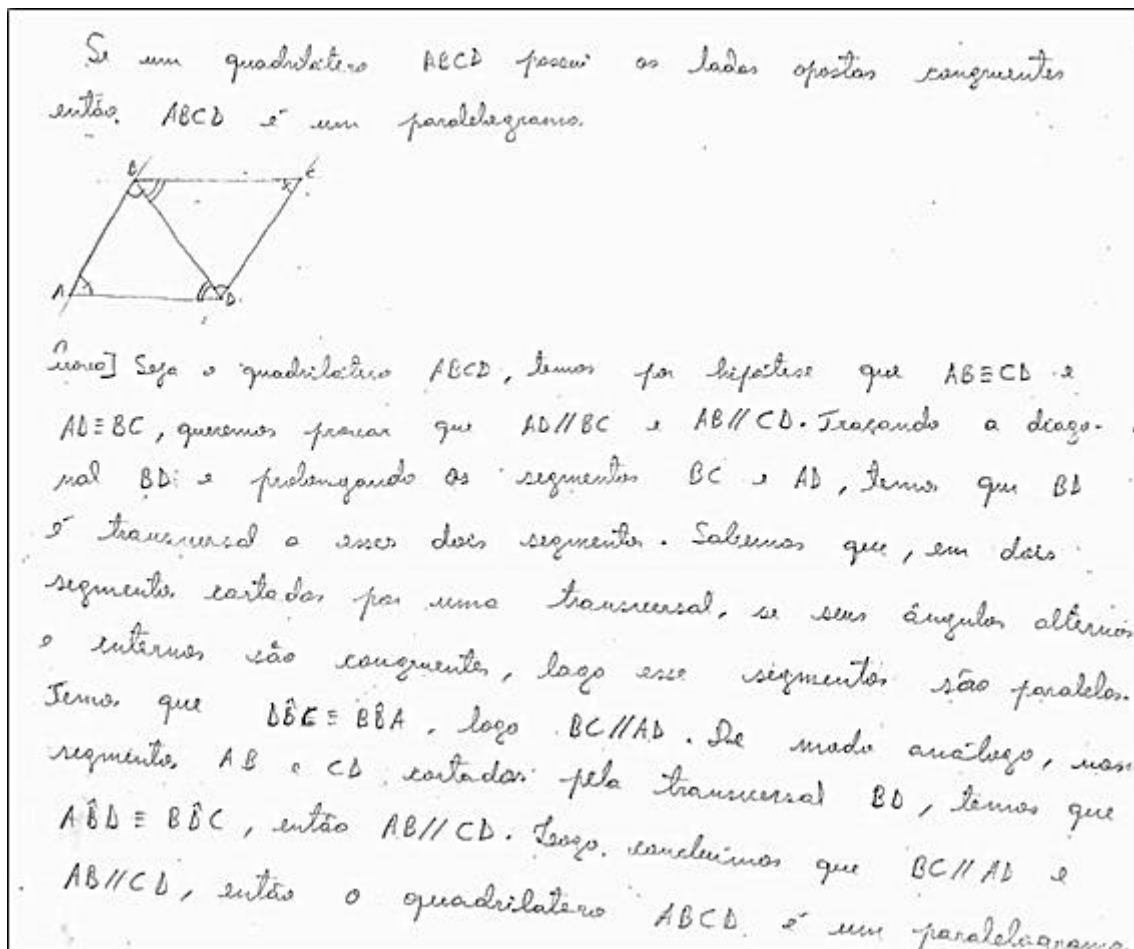 Se um quadrilátero ABCD possui os lados opostos congruentes
então. ABCD é um paralelogramo.
B C
A D
Prova] Seja o quadrilátero ABCD, temos por hipótese que AB≡CD e
AD≡BC, queremos provar que AD//BC e AB//CD. Traçando a diago-
nal BD e prolongando os segmentos BC e AD, temos que BD
é transversal a esses dois segmentos. Sabemos que, em dois
segmentos cortados por uma transversal, se seus ângulos alternos
e internos são congruentes, logo esse segmentos são paralelos.
Temos que DB̂C ≡ BD̂A, logo BC//AD. De modo análogo, nos
segmentos AB e CD cortados pela transversal BD, temos que
AB̂D ≡ BD̂C, então AB//CD. Logo, concluímos que BC//AD e
AB//CD, então o quadrilátero ABCD é um paralelogramo